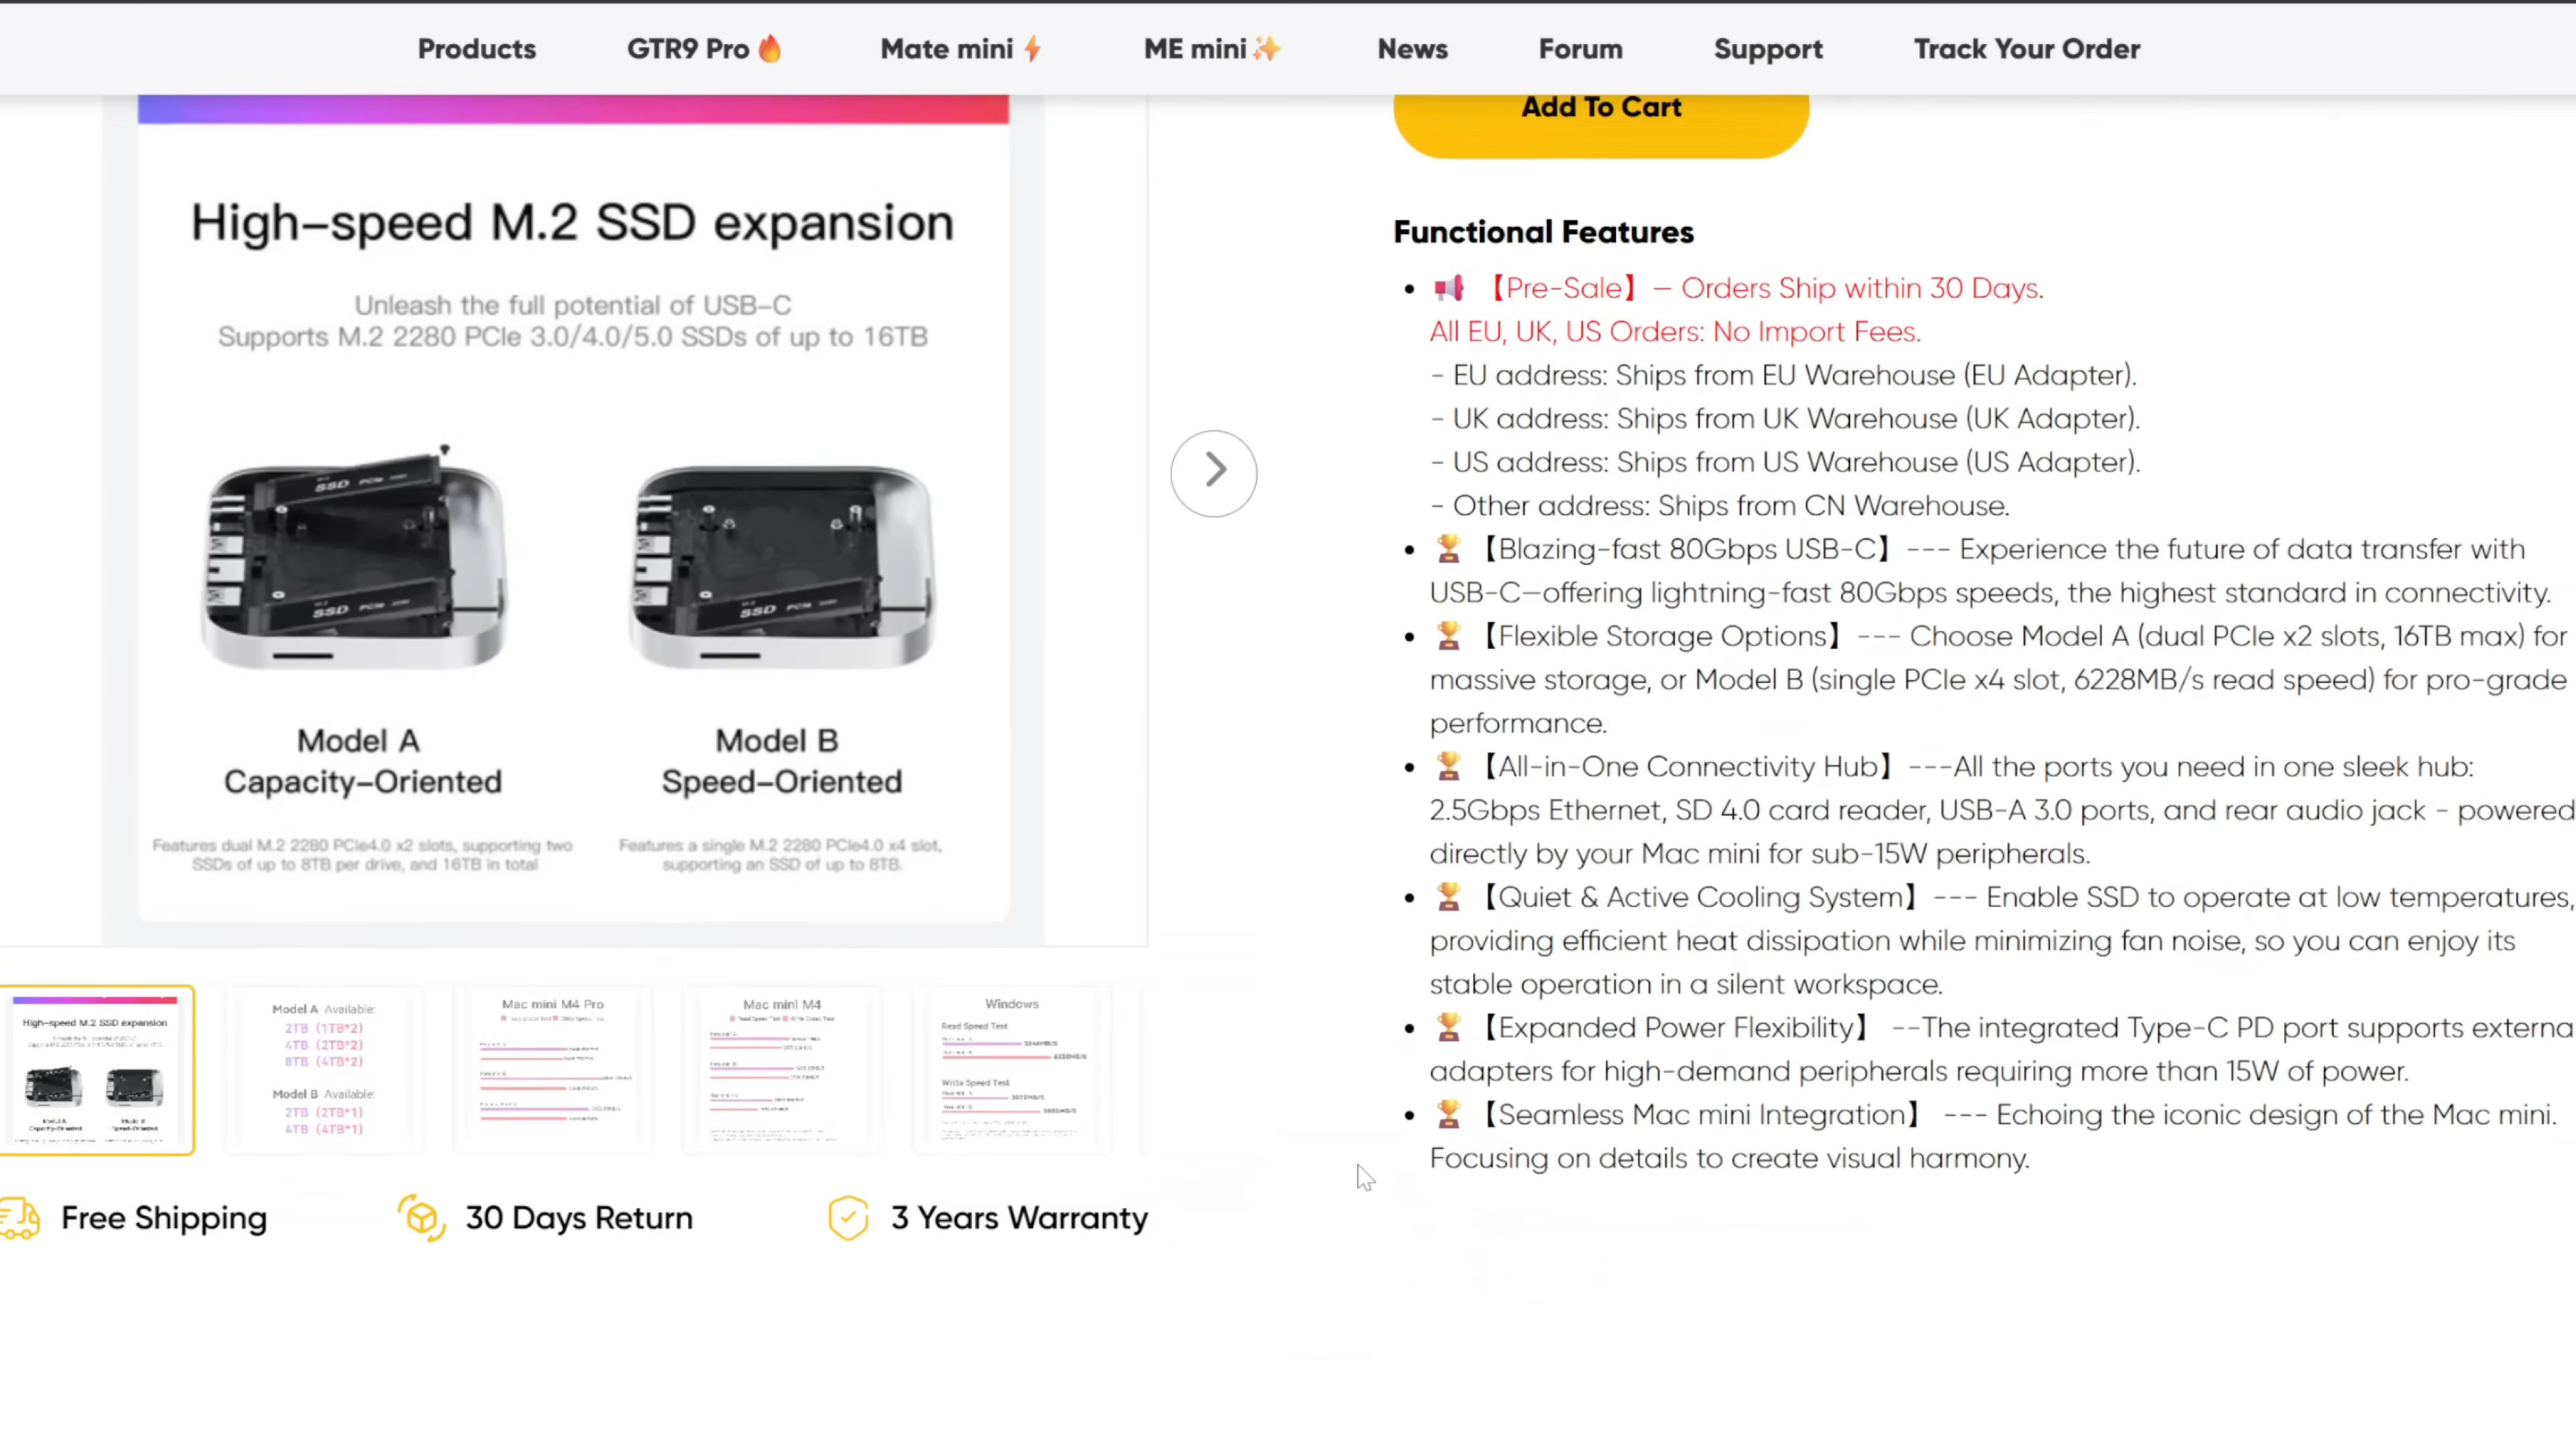 Products GTR9 Pro🔥 Mate mini⚡ ME mini✨ News Forum Support Track Your Order
High-speed M.2 SSD expansion
Unleash the full potential of USB-C
Supports M.2 2280 PCIe 3.0/4.0/5.0 SSDs of up to 16TB
SSD PCIe 2280
SSD PCIe 2280
SSD PCIe 2280
Model A
Capacity-Oriented
Features dual M.2 2280 PCIe4.0 x2 slots, supporting two
SSDs of up to 8TB per drive, and 16TB in total
Model B
Speed-Oriented
Features a single M.2 2280 PCIe4.0 x4 slot,
supporting an SSD of up to 8TB.
High-speed M.2 SSD expansion
Model A Available:
2TB (1TB*2)
4TB (2TB*2)
8TB (4TB*2)
Model B Available:
2TB (2TB*1)
4TB (4TB*1)
Mac mini M4 Pro
Mac mini M4
Windows
Read Speed Test
Write Speed Test
Free Shipping
30 Days Return
3 Years Warranty
Add To Cart
Functional Features
• 📢 【Pre-Sale】 — Orders Ship within 30 Days.
All EU, UK, US Orders: No Import Fees.
- EU address: Ships from EU Warehouse (EU Adapter).
- UK address: Ships from UK Warehouse (UK Adapter).
- US address: Ships from US Warehouse (US Adapter).
- Other address: Ships from CN Warehouse.
• 🏆 【Blazing-fast 80Gbps USB-C】 --- Experience the future of data transfer with
USB-C—offering lightning-fast 80Gbps speeds, the highest standard in connectivity.
• 🏆 【Flexible Storage Options】 --- Choose Model A (dual PCIe x2 slots, 16TB max) for
massive storage, or Model B (single PCIe x4 slot, 6228MB/s read speed) for pro-grade
performance.
• 🏆 【All-in-One Connectivity Hub】 ---All the ports you need in one sleek hub:
2.5Gbps Ethernet, SD 4.0 card reader, USB-A 3.0 ports, and rear audio jack - powered
directly by your Mac mini for sub-15W peripherals.
• 🏆 【Quiet & Active Cooling System】 --- Enable SSD to operate at low temperatures,
providing efficient heat dissipation while minimizing fan noise, so you can enjoy its
stable operation in a silent workspace.
• 🏆 【Expanded Power Flexibility】 --The integrated Type-C PD port supports externa
adapters for high-demand peripherals requiring more than 15W of power.
• 🏆 【Seamless Mac mini Integration】 --- Echoing the iconic design of the Mac mini.
Focusing on details to create visual harmony.